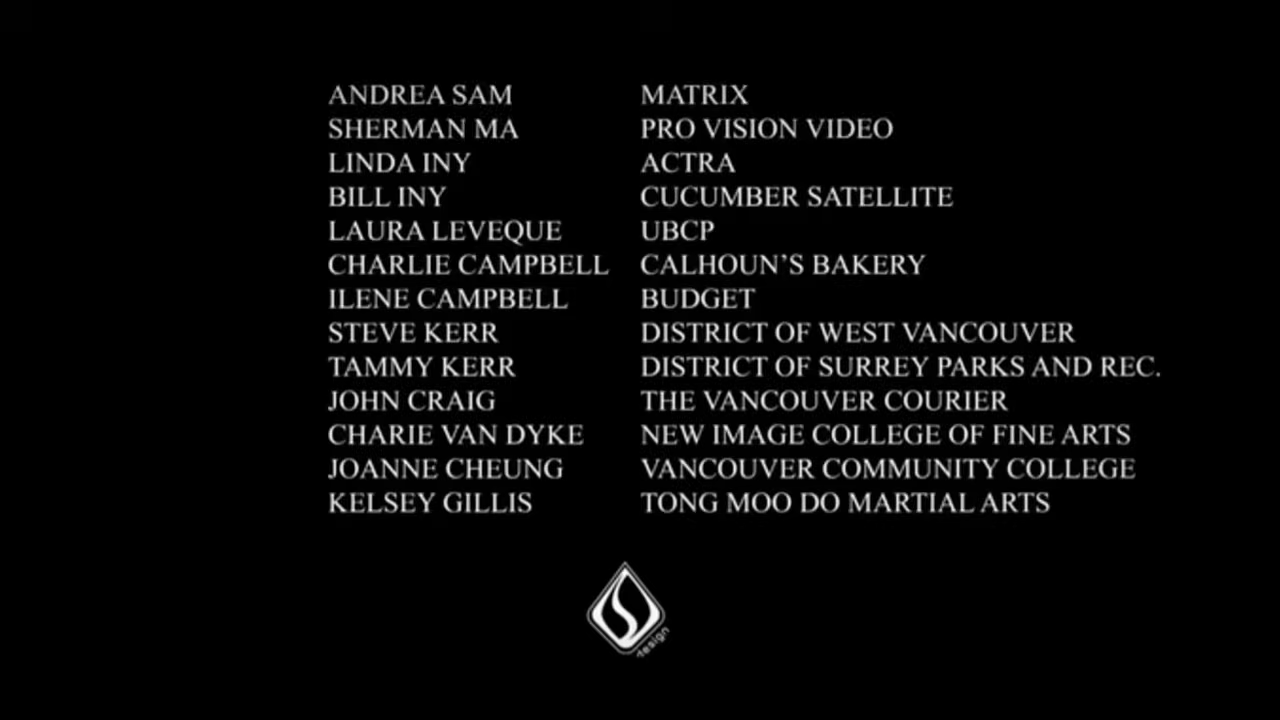 ANDREA SAM MATRIX
SHERMAN MA PRO VISION VIDEO
LINDA INY ACTRA
BILL INY CUCUMBER SATELLITE
LAURA LEVEQUE UBCP
CHARLIE CAMPBELL CALHOUN’S BAKERY
ILENE CAMPBELL BUDGET
STEVE KERR DISTRICT OF WEST VANCOUVER
TAMMY KERR DISTRICT OF SURREY PARKS AND REC.
JOHN CRAIG THE VANCOUVER COURIER
CHARIE VAN DYKE NEW IMAGE COLLEGE OF FINE ARTS
JOANNE CHEUNG VANCOUVER COMMUNITY COLLEGE
KELSEY GILLIS TONG MOO DO MARTIAL ARTS
design